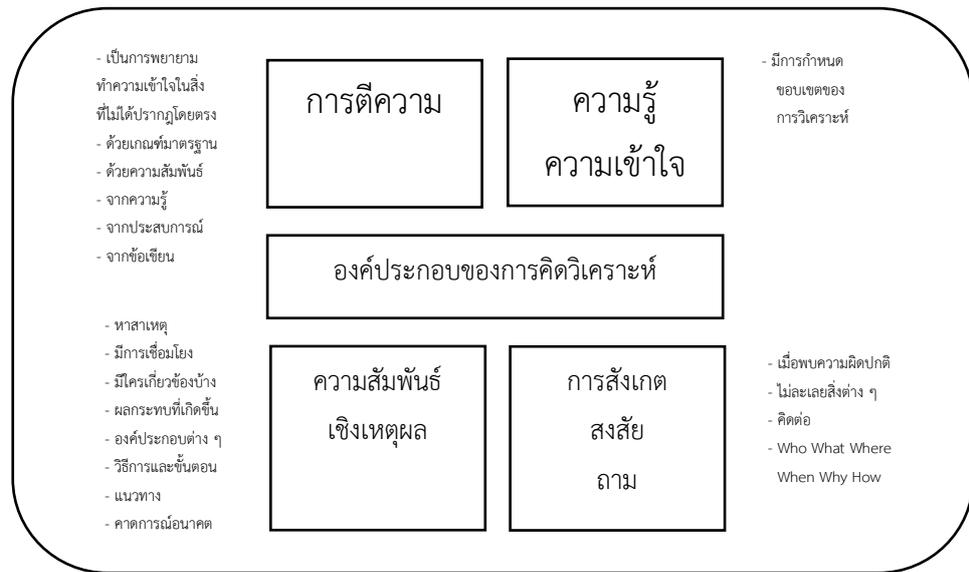 - เป็นการพยายาม
ทำความเข้าใจในสิ่ง
ที่ไม่ได้ปรากฎโดยตรง
- ด้วยเกณฑ์มาตรฐาน
- ด้วยความสัมพันธ์
- จากความรู้
- จากประสบการณ์
- จากข้อเขียน
การตีความ
ความรู้
ความเข้าใจ
- มีการกำหนด
ขอบเขตของ
การวิเคราะห์
องค์ประกอบของการคิดวิเคราะห์
- หาสาเหตุ
- มีการเชื่อมโยง
- มีใครเกี่ยวข้องบ้าง
- ผลกระทบที่เกิดขึ้น
- องค์ประกอบต่าง ๆ
- วิธีการและขั้นตอน
- แนวทาง
- คาดการณ์อนาคต
ความสัมพันธ์
เชิงเหตุผล
การสังเกต
สงสัย
ถาม
- เมื่อพบความผิดปกติ
- ไม่ละเลยสิ่งต่าง ๆ
- คิดต่อ
- Who What Where
When Why How